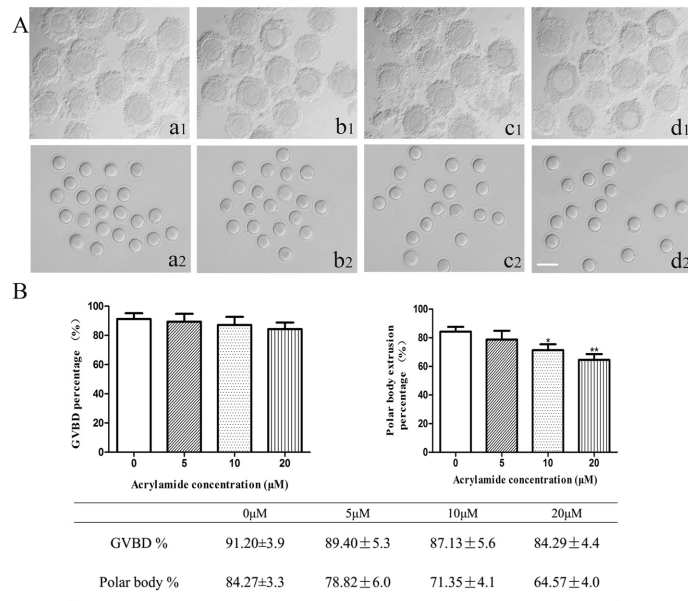 A
a1 b1 c1 d1
a2 b2 c2 d2
B
GVBD percentage (%)
100
80
60
40
20
0
0 5 10 20
Acrylamide concentration (μM)
Polar body extrusion
percentage (%)
100
80
60
40
20
0
* **
0 5 10 20
Acrylamide concentration (μM)
0μM 5μM 10μM 20μM
GVBD % 91.20±3.9 89.40±5.3 87.13±5.6 84.29±4.4
Polar body % 84.27±3.3 78.82±6.0 71.35±4.1 64.57±4.0